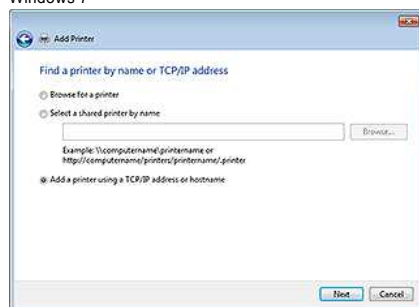 Windows 7
Add Printer
Find a printer by name or TCP/IP address
Browse for a printer
Select a shared printer by name
Browse...
Example: \\computername\printername or
http://computername/printers/printername/.printer
Add a printer using a TCP/IP address or hostname
Next Cancel